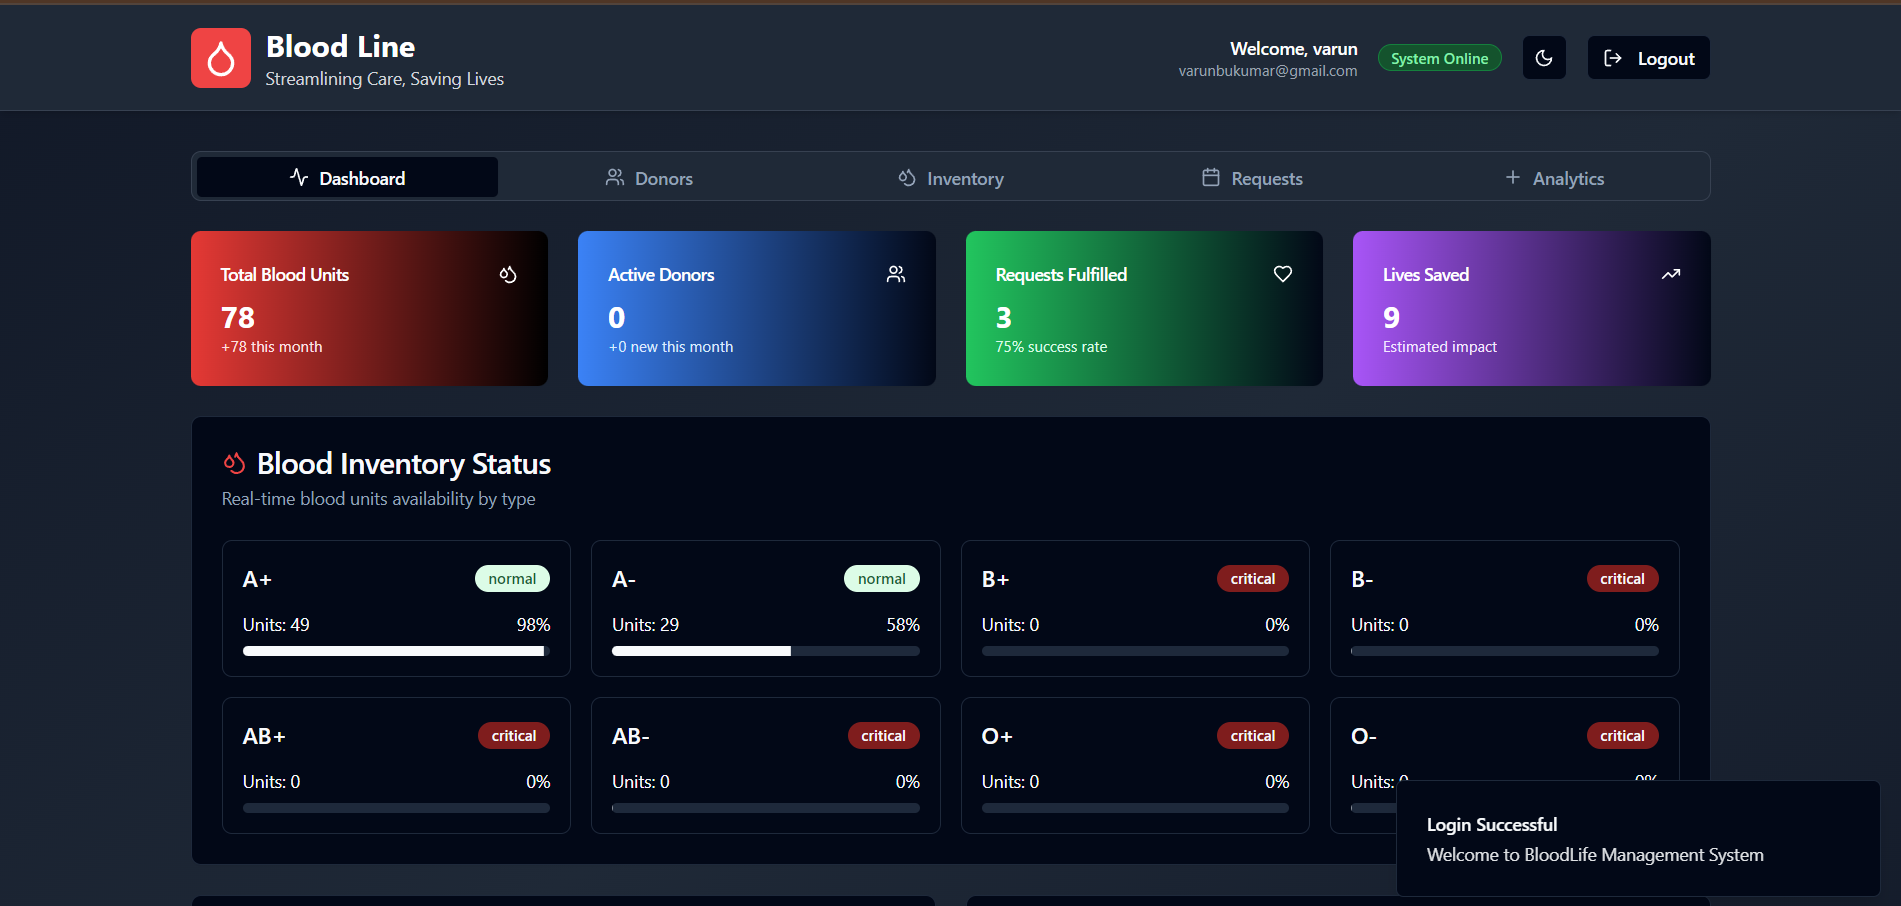 Blood Line
Streamlining Care, Saving Lives
Welcome, varun
varunbukumar@gmail.com
System Online
Logout
Dashboard
Donors
Inventory
Requests
Analytics
Total Blood Units
78
+78 this month
Active Donors
0
+0 new this month
Requests Fulfilled
3
75% success rate
Lives Saved
9
Estimated impact
Blood Inventory Status
Real-time blood units availability by type
A+ normal
Units: 49 98%
A- normal
Units: 29 58%
B+ critical
Units: 0 0%
B- critical
Units: 0 0%
AB+ critical
Units: 0 0%
AB- critical
Units: 0 0%
O+ critical
Units: 0 0%
O- critical
Units: 0 0%
Login Successful
Welcome to BloodLife Management System